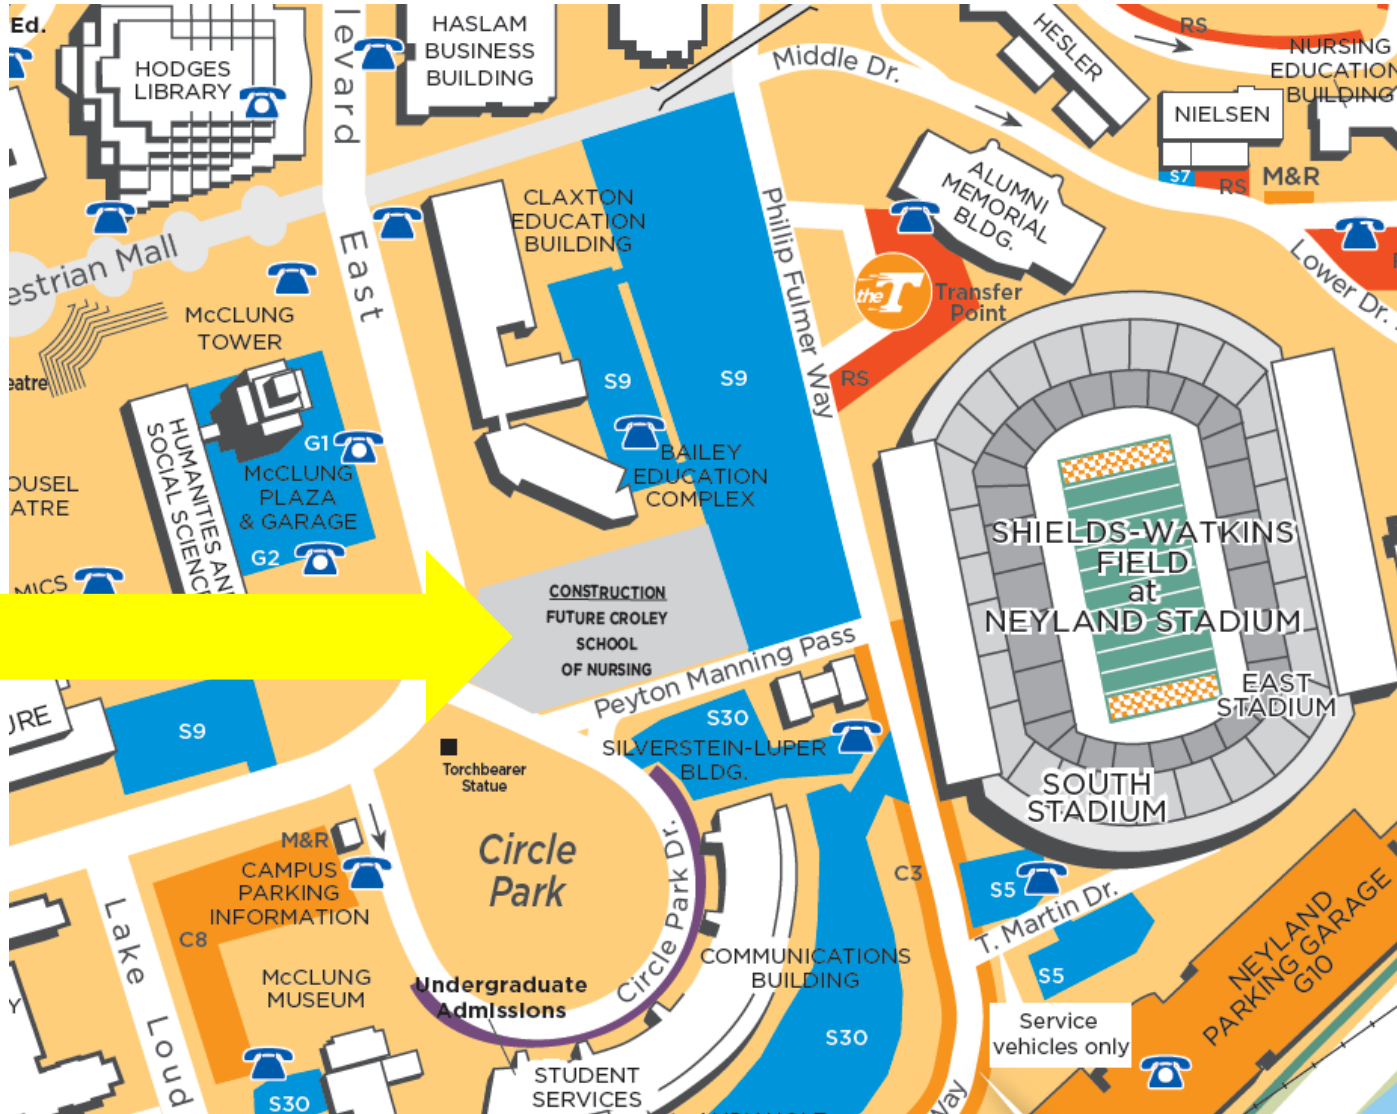 Ed.
HODGES
LIBRARY
levard
East
HASLAM
BUSINESS
BUILDING
Middle Dr.
HESLER
RS
NURSING
EDUCATION
BUILDING
NIELSEN
S7
RS
M&R
ALUMNI
MEMORIAL
BLDG.
Lower Dr.
CLAXTON
EDUCATION
BUILDING
Phillip Fulmer Way
the T
Transfer
Point
RS
estrian Mall
McCLUNG
TOWER
eatre
HUMANITIES AN
SOCIAL SCIENC
G1
McCLUNG
PLAZA
& GARAGE
G2
OUSEL
ATRE
MICS
S9
S9
BAILEY
EDUCATION
COMPLEX
CONSTRUCTION
FUTURE CROLEY
SCHOOL
OF NURSING
Peyton Manning Pass
SHIELDS-WATKINS
FIELD
at
NEYLAND STADIUM
EAST
STADIUM
SOUTH
STADIUM
URE
S9
S30
SILVERSTEIN-LUPER
BLDG.
Torchbearer
Statue
Circle
Park
Circle Park Dr.
M&R
CAMPUS
PARKING
INFORMATION
C8
Lake Loud
McCLUNG
MUSEUM
Y
S30
Undergraduate
Admissions
COMMUNICATIONS
BUILDING
S30
C3
S5
T. Martin Dr.
S5
NEYLAND
PARKING GARAGE
G10
Service
vehicles only
STUDENT
SERVICES
Way